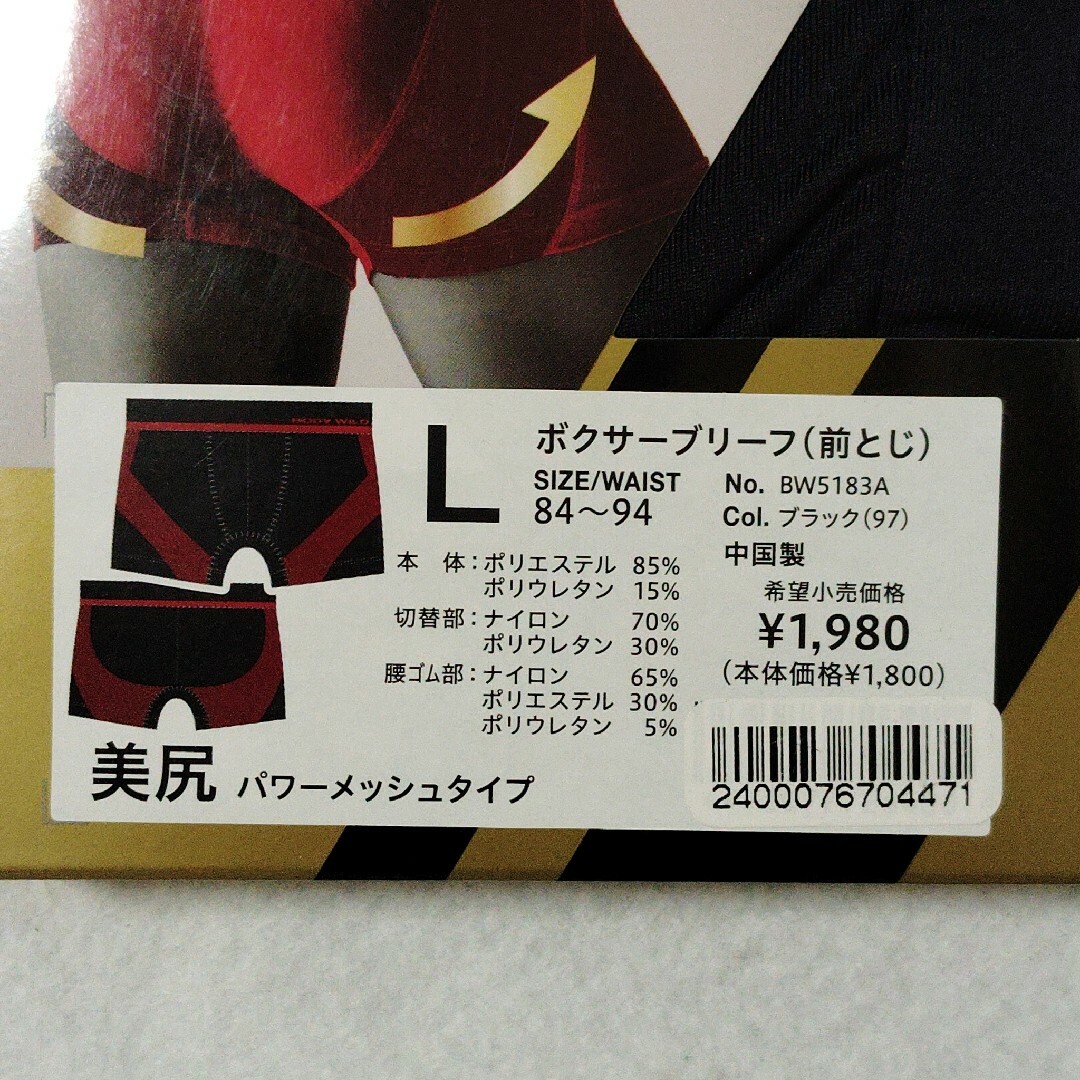 BODY WILD
L
ボクサーブリーフ(前とじ)
SIZE/WAIST
84〜94
No. BW5183A
Col. ブラック(97)
中国製
希望小売価格
¥1,980
(本体価格¥1,800)
本 体:ポリエステル 85%
ポリウレタン 15%
切替部:ナイロン 70%
ポリウレタン 30%
腰ゴム部:ナイロン 65%
ポリエステル 30%
ポリウレタン 5%
美尻 パワーメッシュタイプ
2400076704471